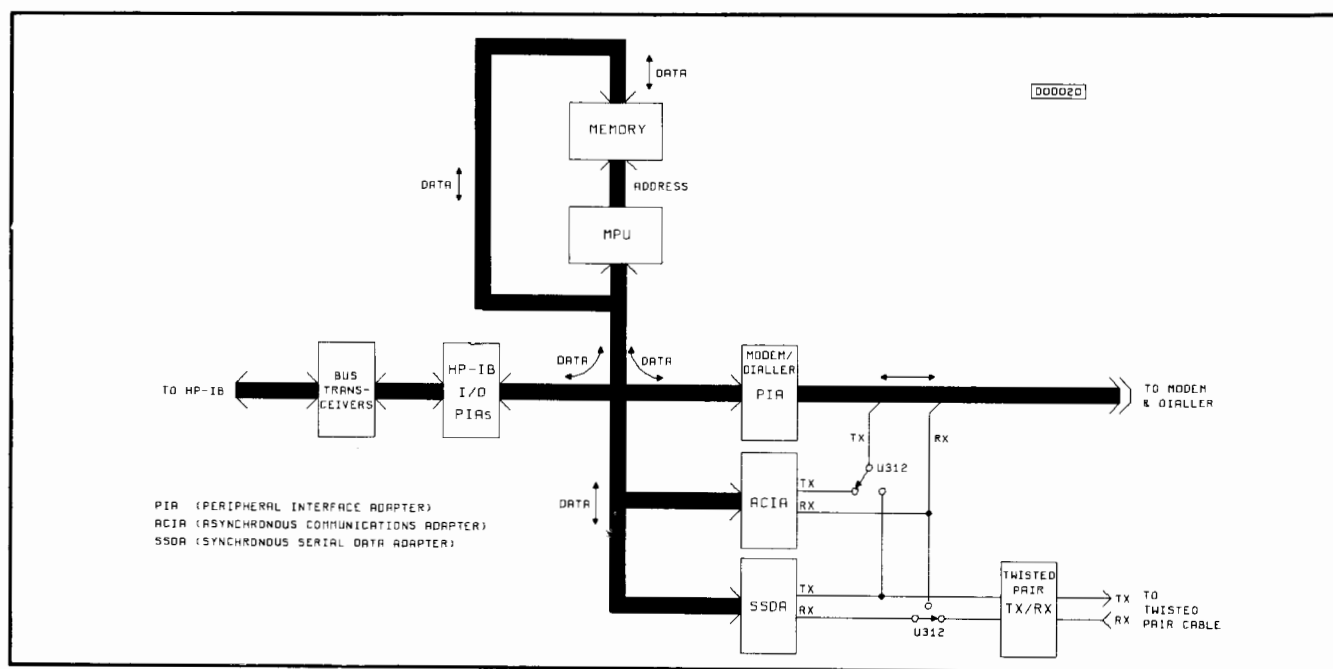 DATA
000020
MEMORY
DATA
ADDRESS
MPU
DATA
DATA
MODEM/
DIALLER
PIA
TO HP-IB
BUS
TRANS-
CEIVERS
HP-IB
I/O
PIAs
TO MODEM
& DIALLER
TX
RX
U312
DATA
ACIA
TX
RX
PIA (PERIPHERAL INTERFACE ADAPTER)
ACIA (ASYNCHRONOUS COMMUNICATIONS ADAPTER)
SSDA (SYNCHRONOUS SERIAL DATA ADAPTER)
SSDA
TX
RX
U312
TWISTED
PAIR
TX/RX
TX
RX
TO
TWISTED
PAIR CABLE